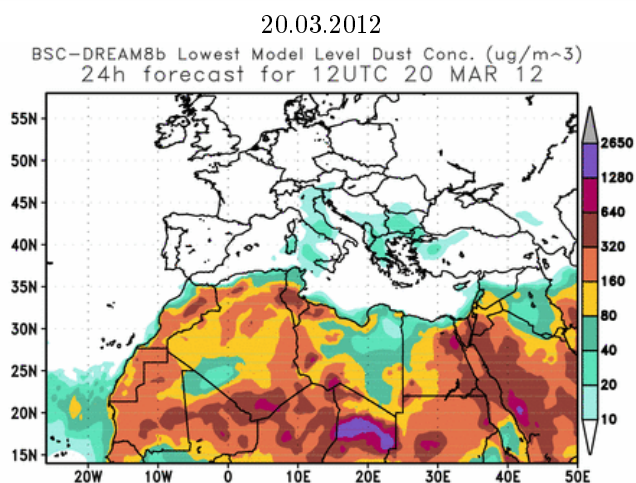 20.03.2012
BSC-DREAM8b Lowest Model Level Dust Conc. (ug/m^3)
24h forecast for 12UTC 20 MAR 12
55N
50N
45N
40N
35N
30N
25N
20N
15N
20W 10W 0 10E 20E 30E 40E 50E
2650
1280
640
320
160
80
40
20
10